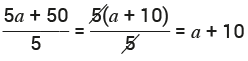 5a + 50 / 5 = 5(a + 10) / 5 = a + 10